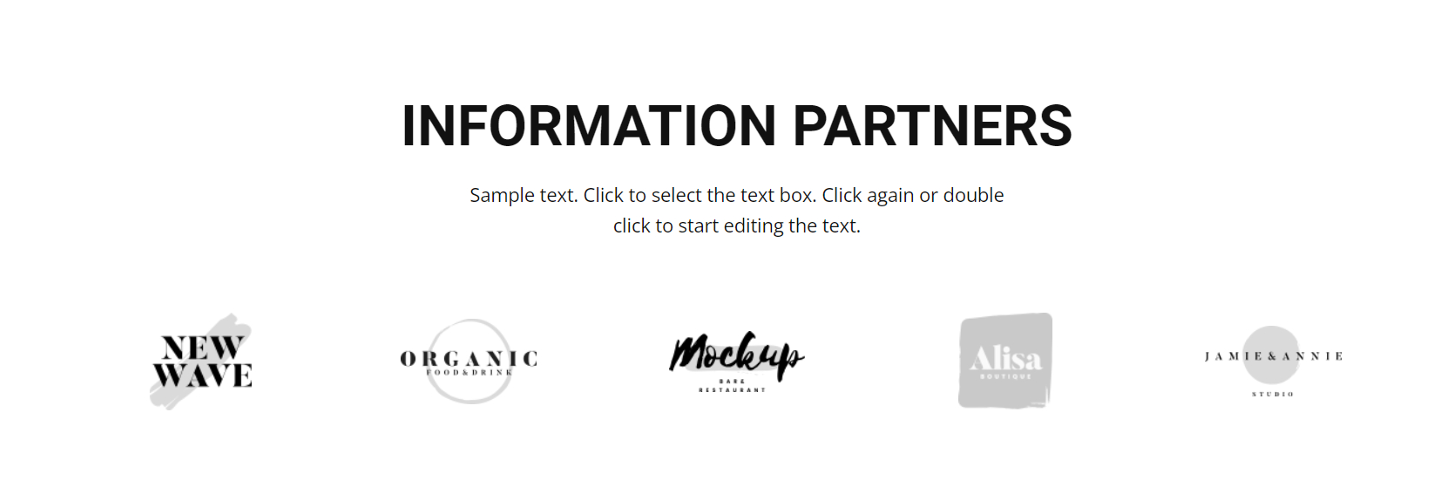 INFORMATION PARTNERS
Sample text. Click to select the text box. Click again or double
click to start editing the text.
NEW
WAVE
ORGANIC
FOOD&DRINK
Mockup
BAR&
RESTAURANT
Alisa
BOUTIQUE
JAMIE&ANNIE
STUDIO